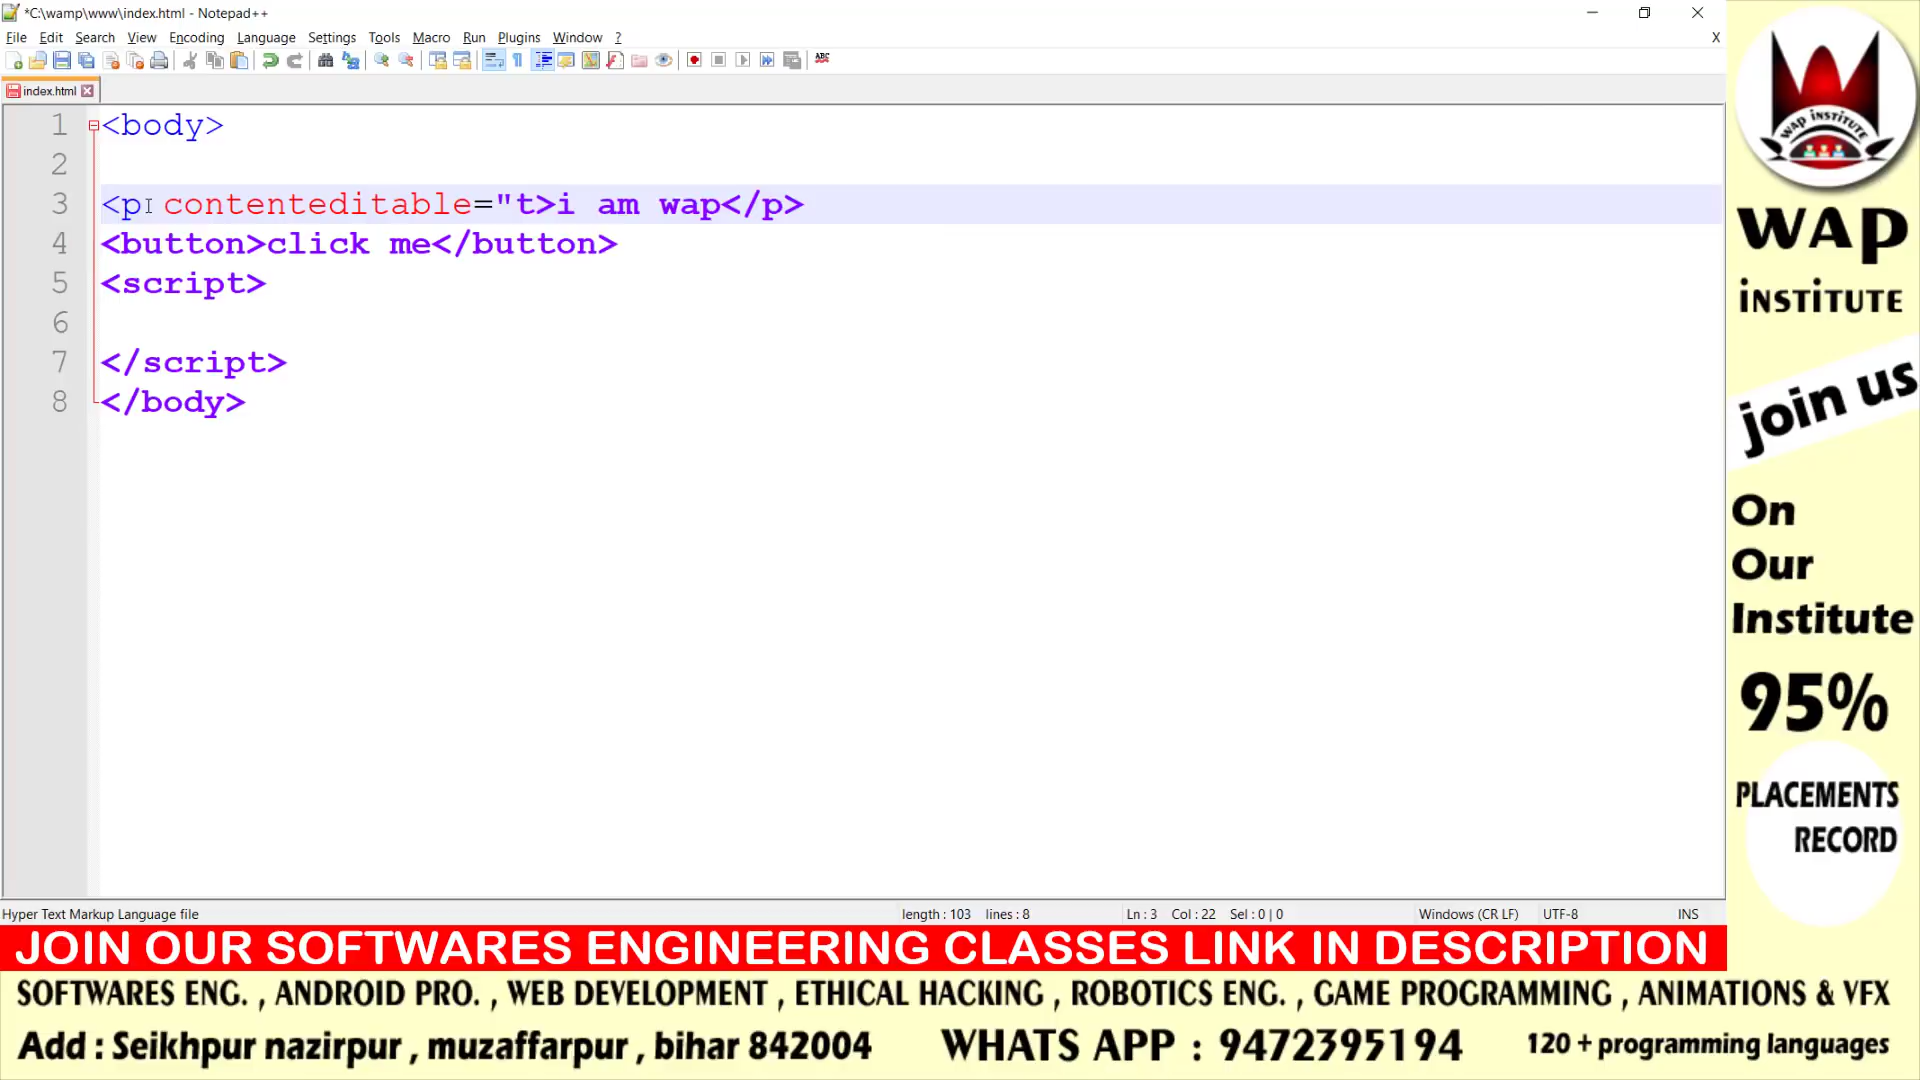 *C:\wamp\www\index.html - Notepad++
File Edit Search View Encoding Language Settings Tools Macro Run Plugins Window ? X
ABC
index.html
1 <body>
2
3 <p contenteditable="t>i am wap</p>
4 <button>click me</button>
5 <script>
6
7 </script>
8 </body>
Hyper Text Markup Language file length : 103 lines : 8 Ln : 3 Col : 22 Sel : 0 | 0 Windows (CR LF) UTF-8 INS
WAP INSTITUTE
WAP
INSTITUTE
join us
On
Our
Institute
95%
PLACEMENTS
RECORD
JOIN OUR SOFTWARES ENGINEERING CLASSES LINK IN DESCRIPTION
SOFTWARES ENG. , ANDROID PRO. , WEB DEVELOPMENT , ETHICAL HACKING , ROBOTICS ENG. , GAME PROGRAMMING , ANIMATIONS & VFX
Add : Seikhpur nazirpur , muzaffarpur , bihar 842004 WHATS APP : 9472395194 120 + programming languages